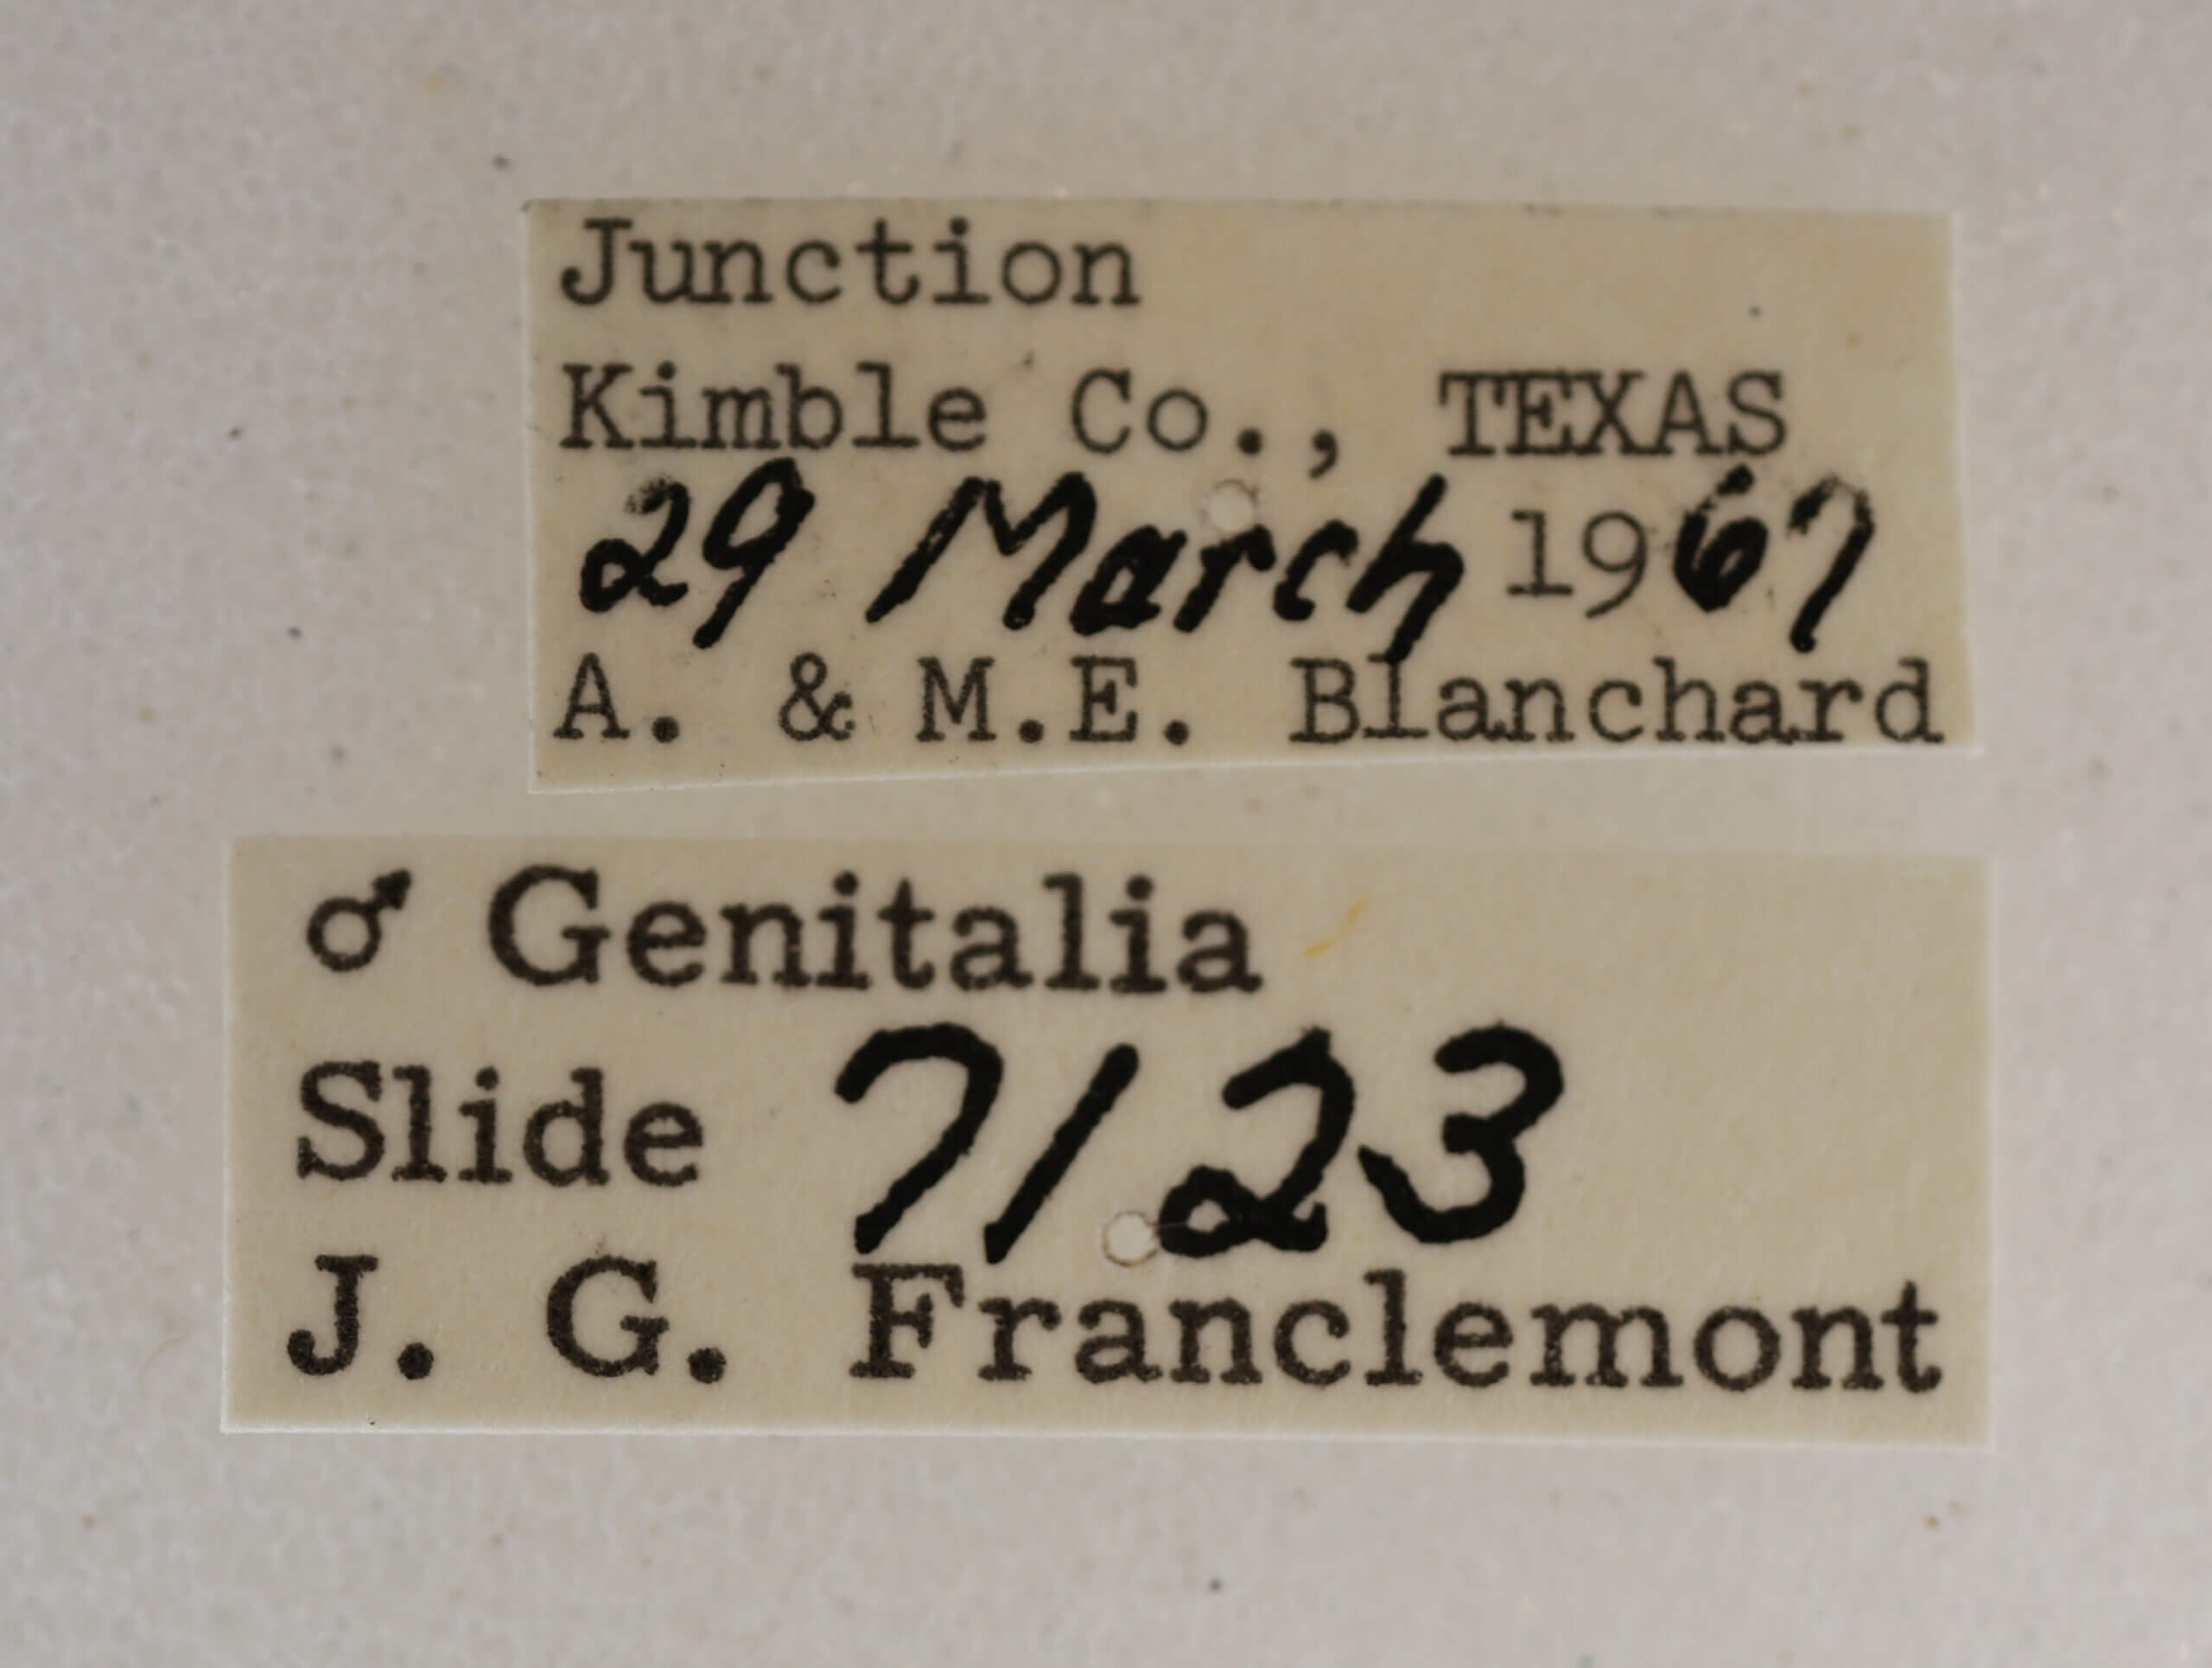 Junction
Kimble Co., TEXAS
29 March 1967
A. & M.E. Blanchard
♂ Genitalia
Slide 7123
J. G. Franclemont